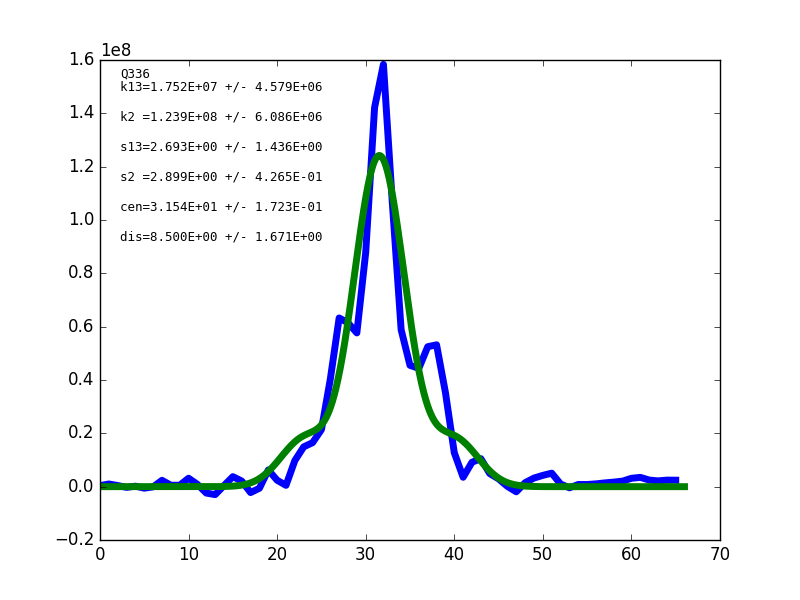 1e8
Q336
k13=1.752E+07 +/- 4.579E+06
k2 =1.239E+08 +/- 6.086E+06
s13=2.693E+00 +/- 1.436E+00
s2 =2.899E+00 +/- 4.265E-01
cen=3.154E+01 +/- 1.723E-01
dis=8.500E+00 +/- 1.671E+00
1.6
1.4
1.2
1.0
0.8
0.6
0.4
0.2
0.0
−0.2
0 10 20 30 40 50 60 70